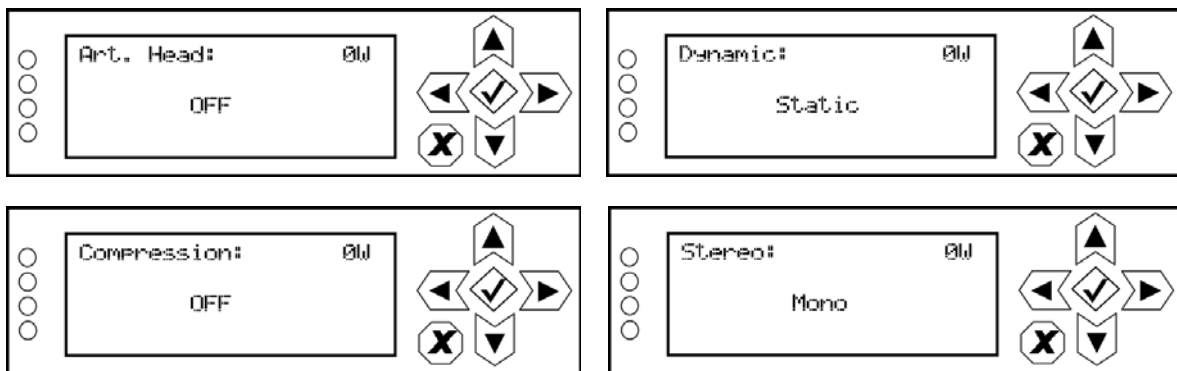 Art. Head: 0W
OFF
Dynamic: 0W
Static
Compression: 0W
OFF
Stereo: 0W
Mono